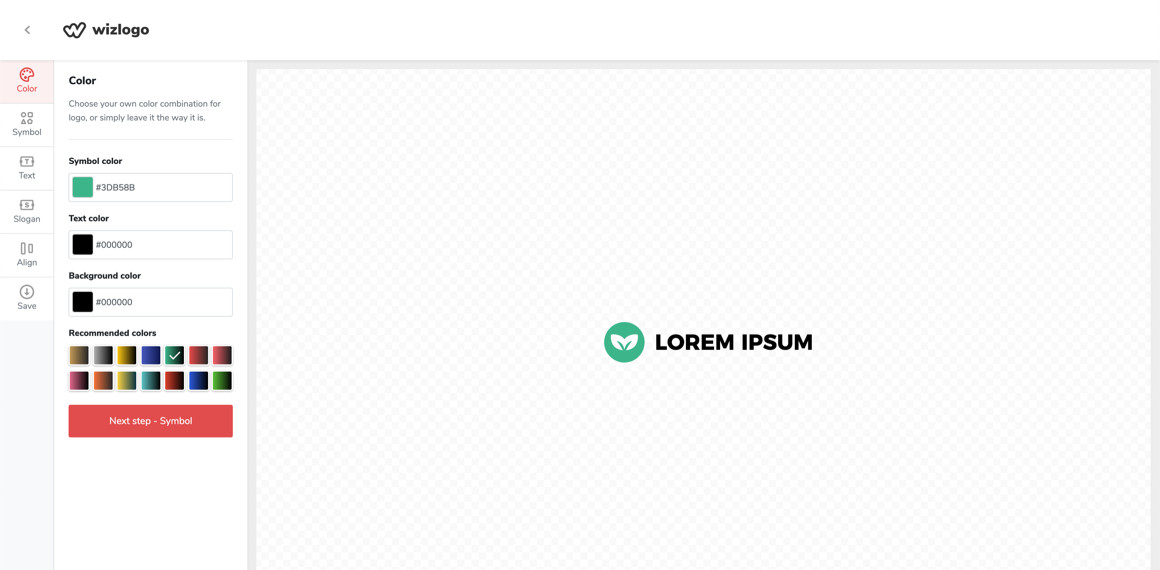 wizlogo
Color
Symbol
Text
Slogan
Align
Save
Color
Choose your own color combination for
logo, or simply leave it the way it is.
Symbol color
#3DB58B
Text color
#000000
Background color
#000000
Recommended colors
Next step - Symbol
LOREM IPSUM